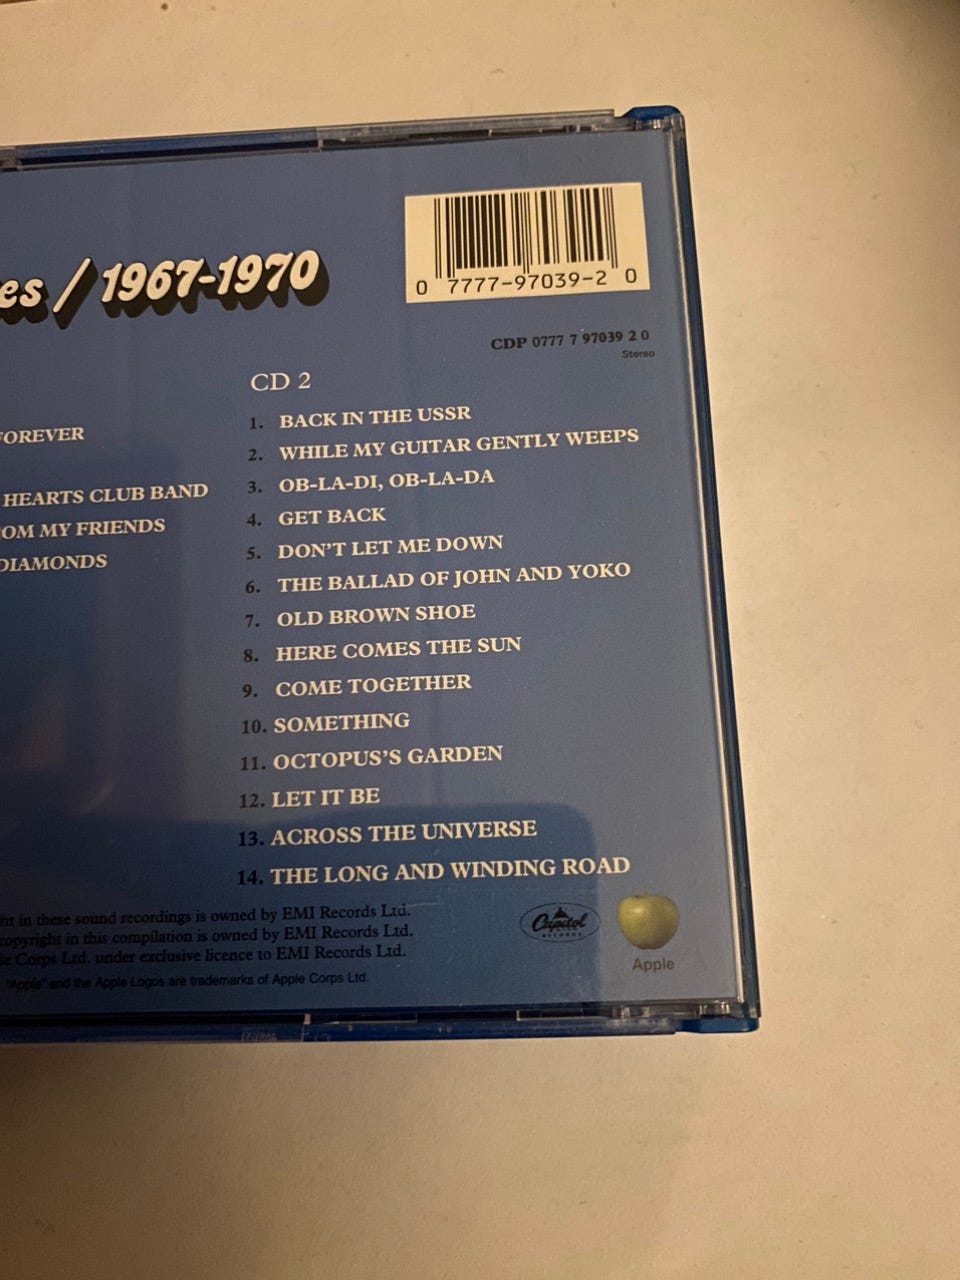 es / 1967-1970
0 7777-97039-2 0
CDP 0777 7 97039 2 0
Stereo
FOREVER
HEARTS CLUB BAND
OM MY FRIENDS
DIAMONDS
CD 2
1. BACK IN THE USSR
2. WHILE MY GUITAR GENTLY WEEPS
3. OB-LA-DI, OB-LA-DA
4. GET BACK
5. DON'T LET ME DOWN
6. THE BALLAD OF JOHN AND YOKO
7. OLD BROWN SHOE
8. HERE COMES THE SUN
9. COME TOGETHER
10. SOMETHING
11. OCTOPUS'S GARDEN
12. LET IT BE
13. ACROSS THE UNIVERSE
14. THE LONG AND WINDING ROAD
ht in these sound recordings is owned by EMI Records Ltd.
copyright in this compilation is owned by EMI Records Ltd.
e Corps Ltd. under exclusive licence to EMI Records Ltd.
"Apple" and the Apple Logos are trademarks of Apple Corps Ltd.
Capitol
RECORDS
Apple